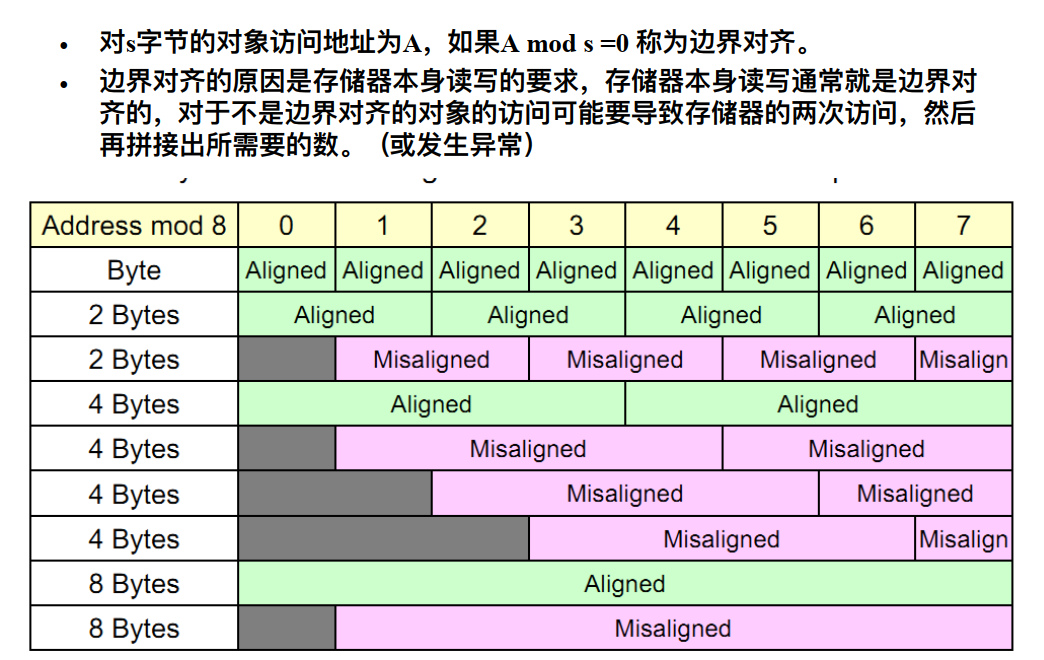 • 对s字节的对象访问地址为A，如果A mod s =0 称为边界对齐。
• 边界对齐的原因是存储器本身读写的要求，存储器本身读写通常就是边界对
齐的，对于不是边界对齐的对象的访问可能要导致存储器的两次访问，然后
再拼接出所需要的数。（或发生异常）
Address mod 8 0 1 2 3 4 5 6 7
Byte Aligned Aligned Aligned Aligned Aligned Aligned Aligned Aligned
2 Bytes Aligned Aligned Aligned Aligned
2 Bytes Misaligned Misaligned Misaligned Misalign
4 Bytes Aligned Aligned
4 Bytes Misaligned Misaligned
4 Bytes Misaligned Misaligned
4 Bytes Misaligned Misalign
8 Bytes Aligned
8 Bytes Misaligned